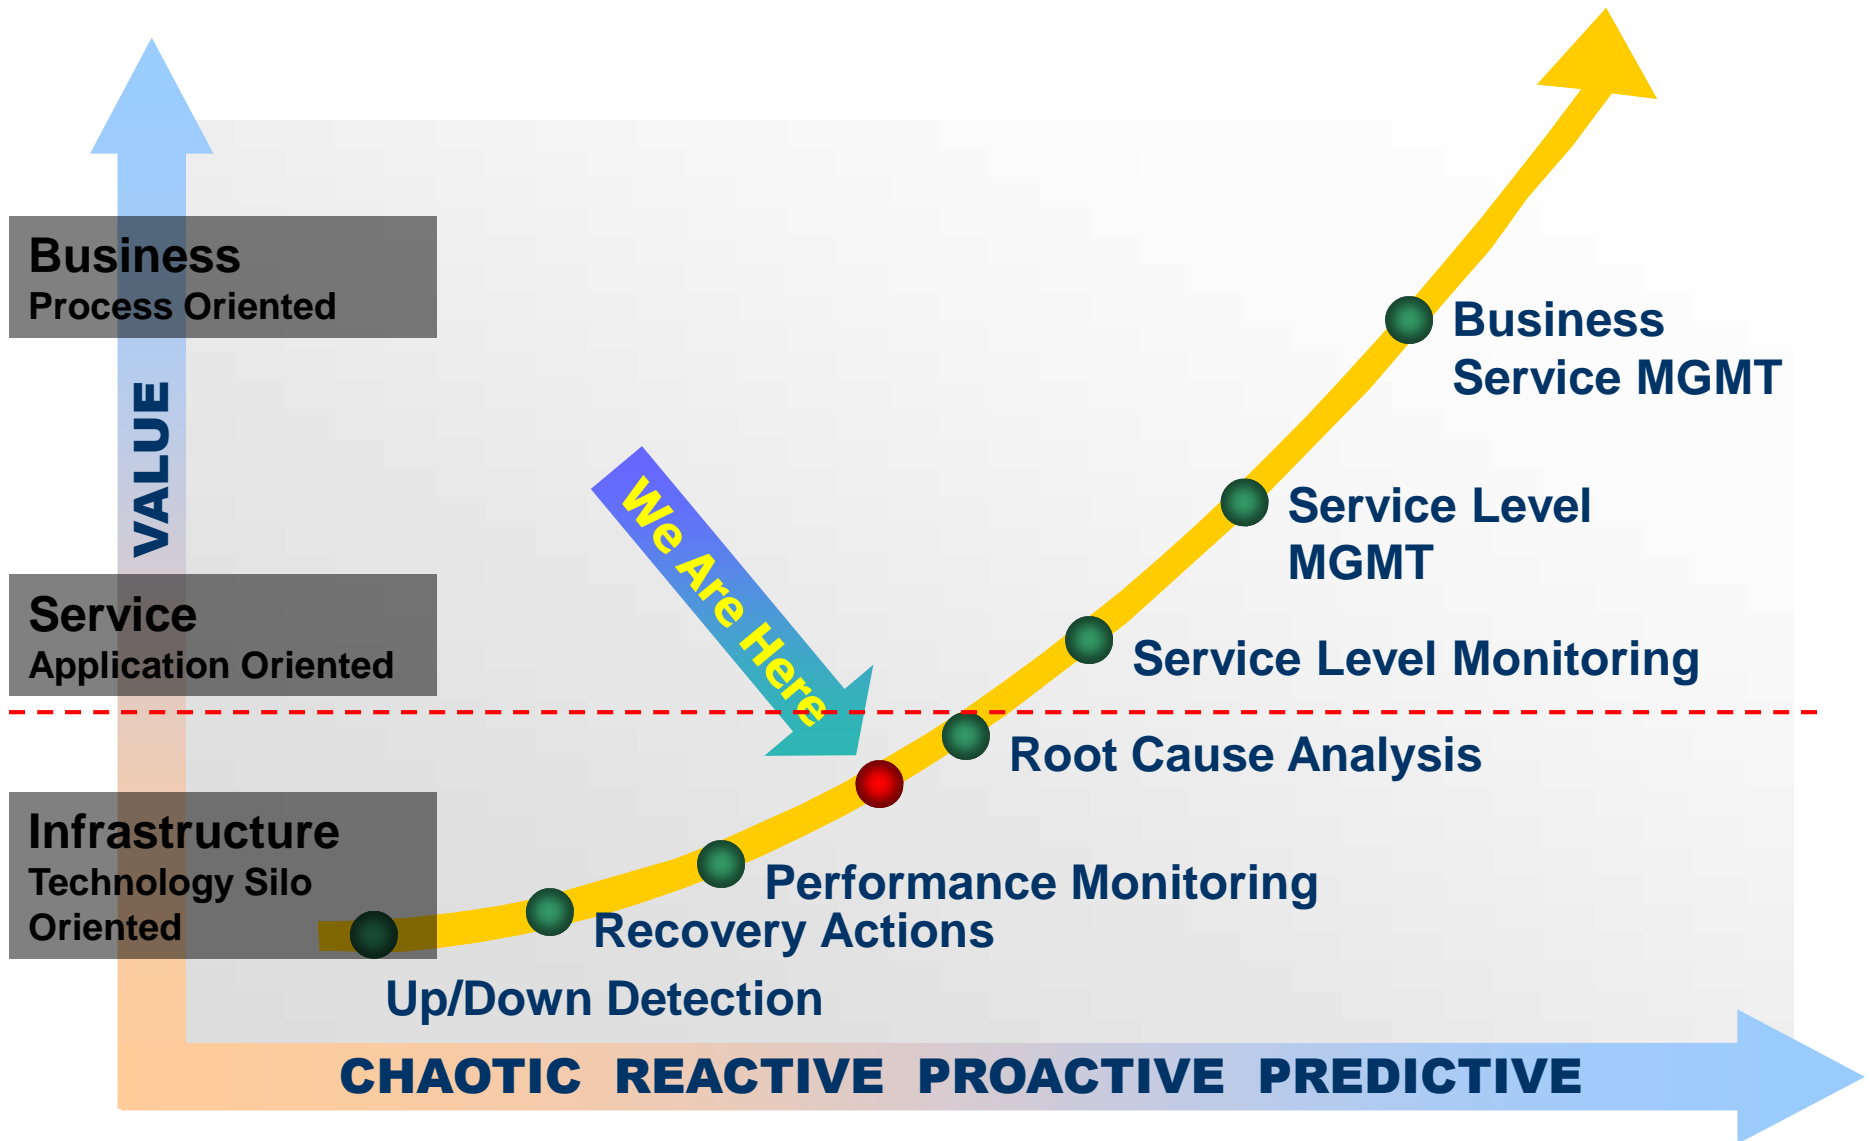 Business
Process Oriented
VALUE
Service
Application Oriented
Infrastructure
Technology Silo
Oriented
We Are Here
Business
Service MGMT
Service Level
MGMT
Service Level Monitoring
Root Cause Analysis
Performance Monitoring
Recovery Actions
Up/Down Detection
CHAOTIC REACTIVE PROACTIVE PREDICTIVE